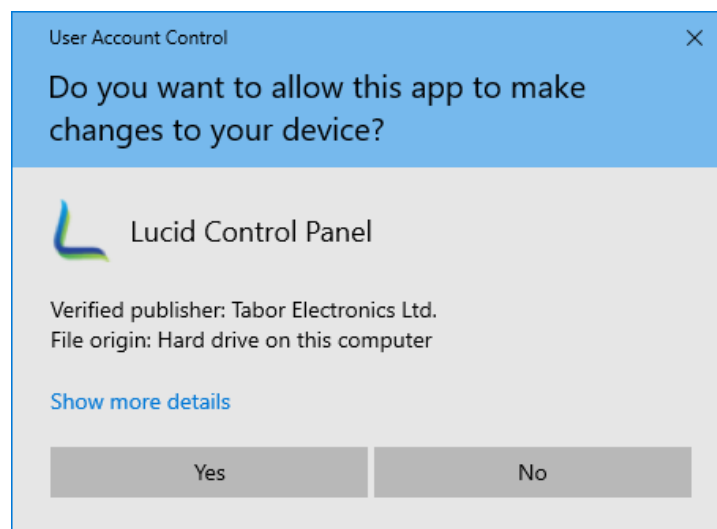 User Account Control
Do you want to allow this app to make
changes to your device?
Lucid Control Panel
Verified publisher: Tabor Electronics Ltd.
File origin: Hard drive on this computer
Show more details
Yes
No